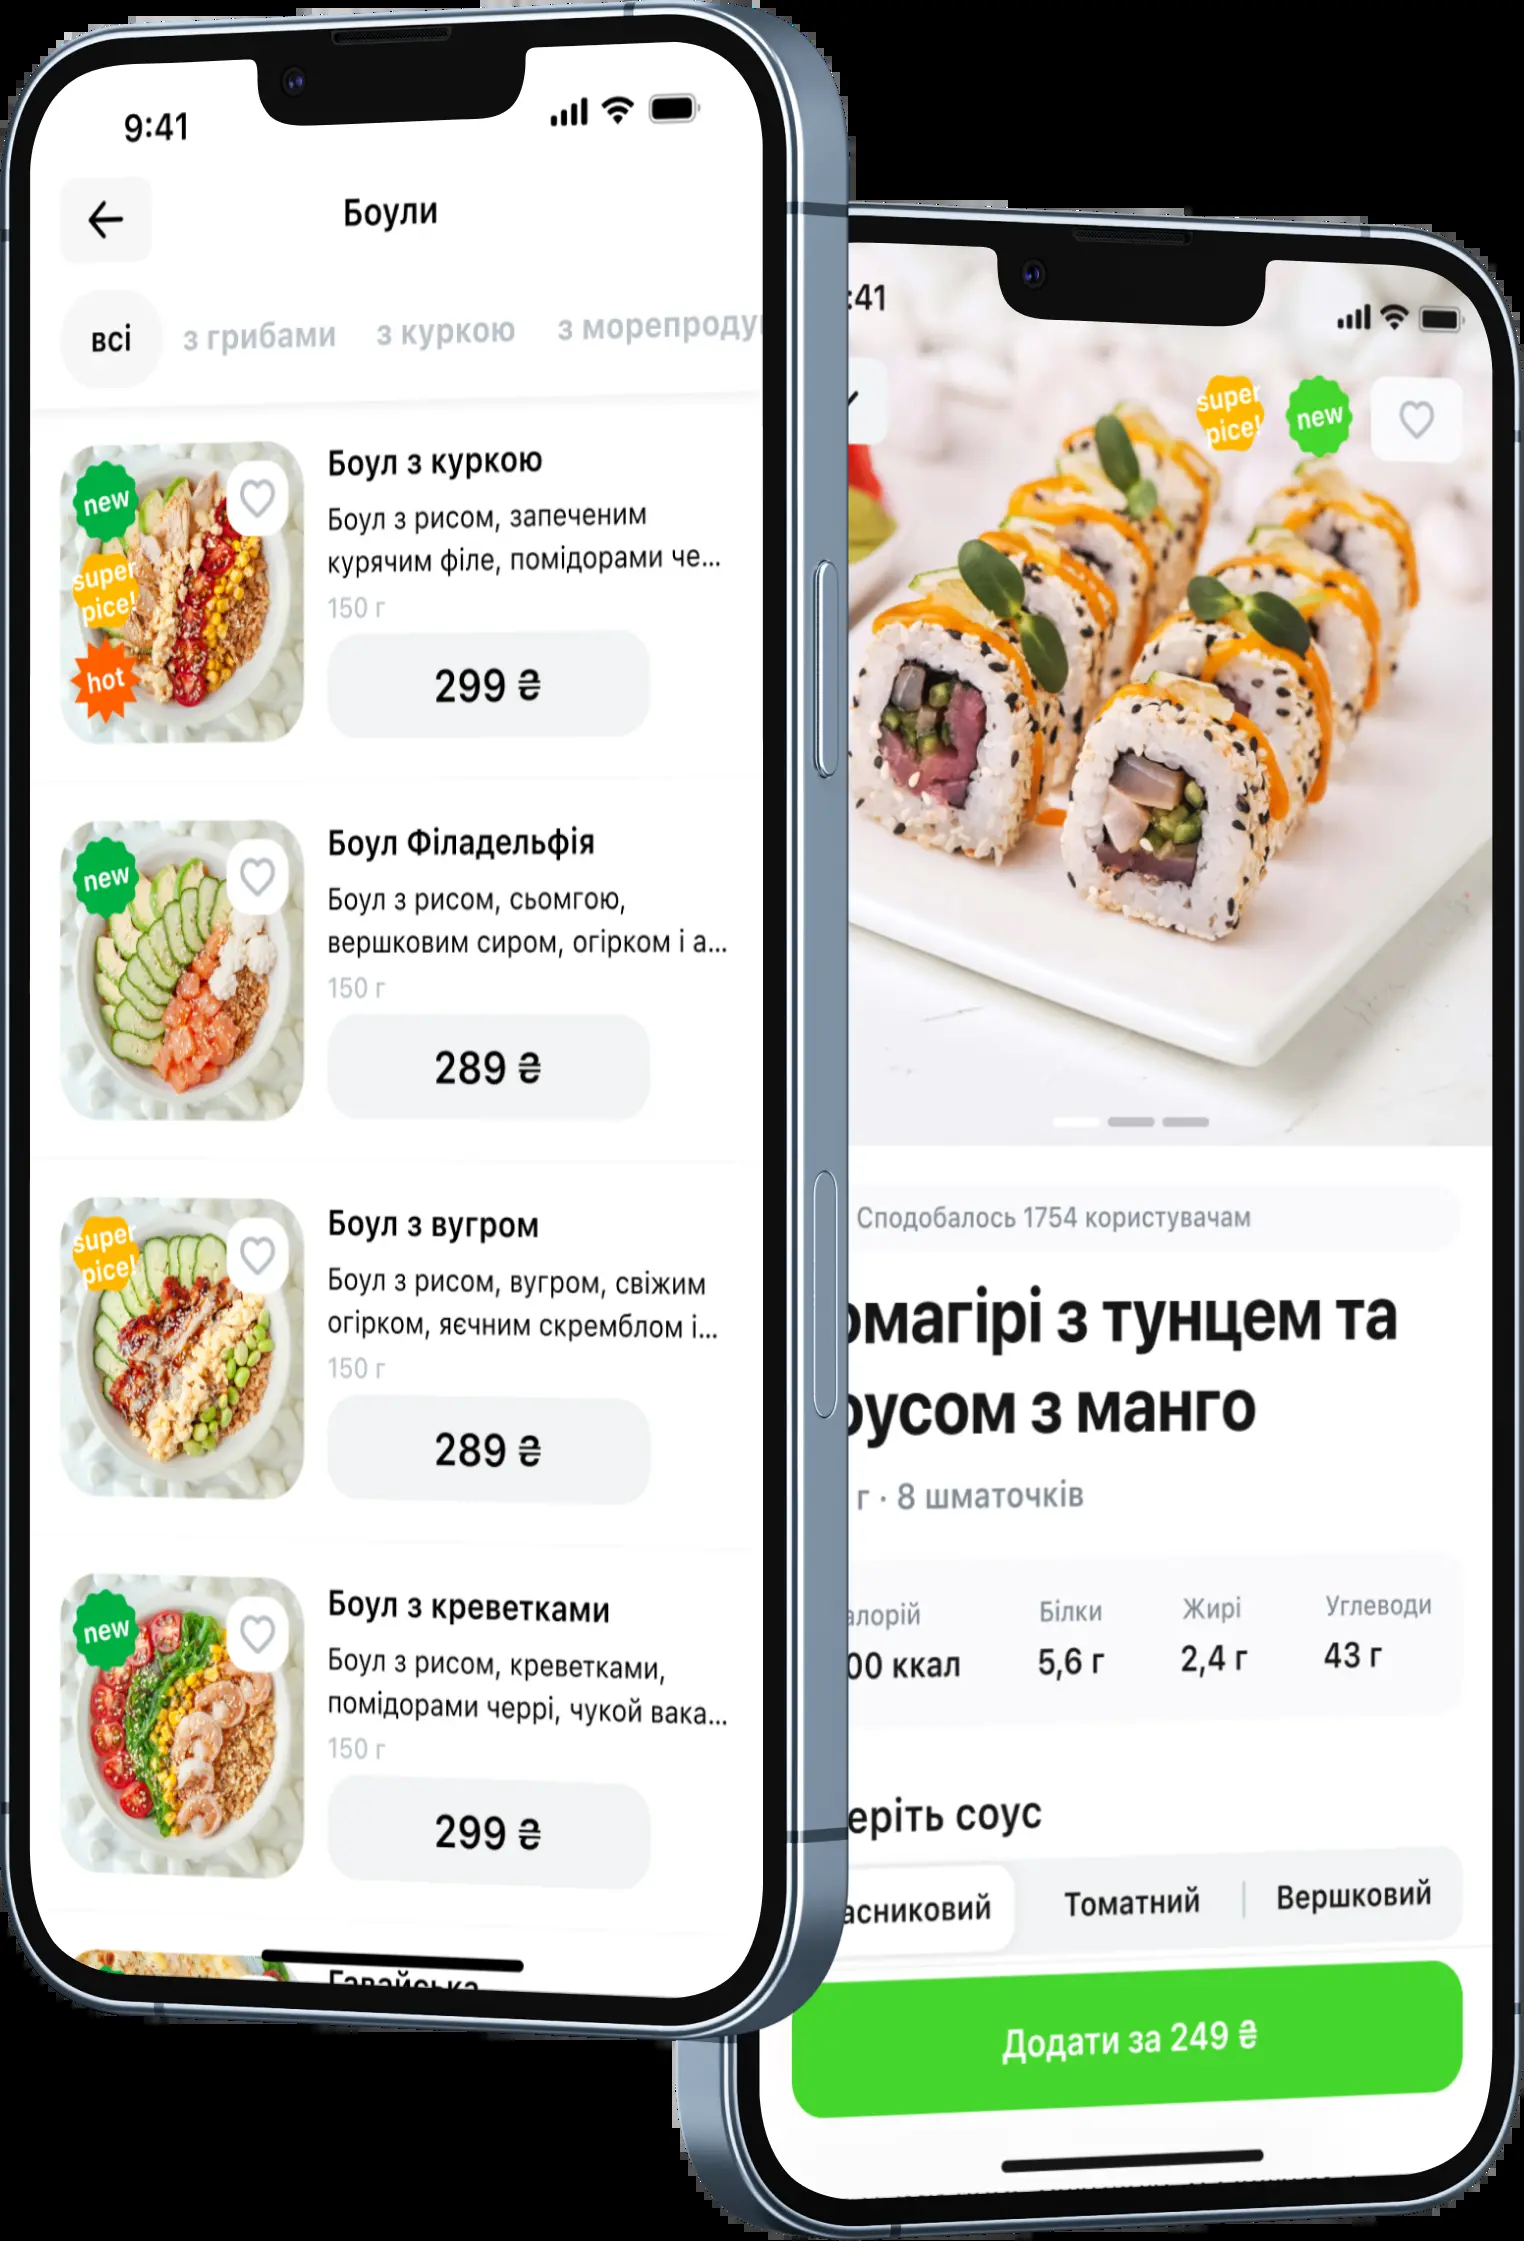 9:41
Боули
всі з грибами з куркою з морепроду
new
super
pice!
hot
Боул з куркою
Боул з рисом, запеченим
курячим філе, помідорами че...
150 г
299 ₴
new
Боул Філадельфія
Боул з рисом, сьомгою,
вершковим сиром, огірком і а...
150 г
289 ₴
super
pice!
Боул з вугром
Боул з рисом, вугром, свіжим
огірком, яєчним скремблом і...
150 г
289 ₴
new
Боул з креветками
Боул з рисом, креветками,
помідорами черрі, чукой вака...
150 г
299 ₴
Гавайська
:41
super
pice!
new
Сподобалось 1754 користувачам
омагірі з тунцем та
оусом з манго
г · 8 шматочків
алорій Білки Жирі Углеводи
00 ккал 5,6 г 2,4 г 43 г
еріть соус
асниковий Томатний Вершковий
Додати за 249 ₴